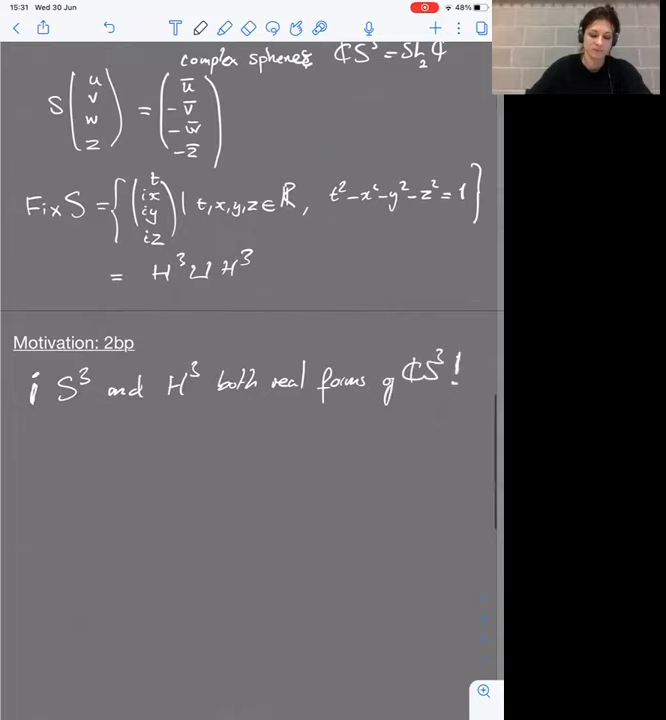 15:31 Wed 30 Jun 48%
complex spheres ℂS³ = SL₂ℂ
S (u v w z) = (u̅ -v̅ -w̅ -z̅)
Fix S = { (t ix iy iz) | t,x,y,z ∈ ℝ, t²-x²-y²-z² = 1 }
= H³ ⊔ H³
Motivation: 2bp
¡ S³ and H³ both real forms of ℂS³!